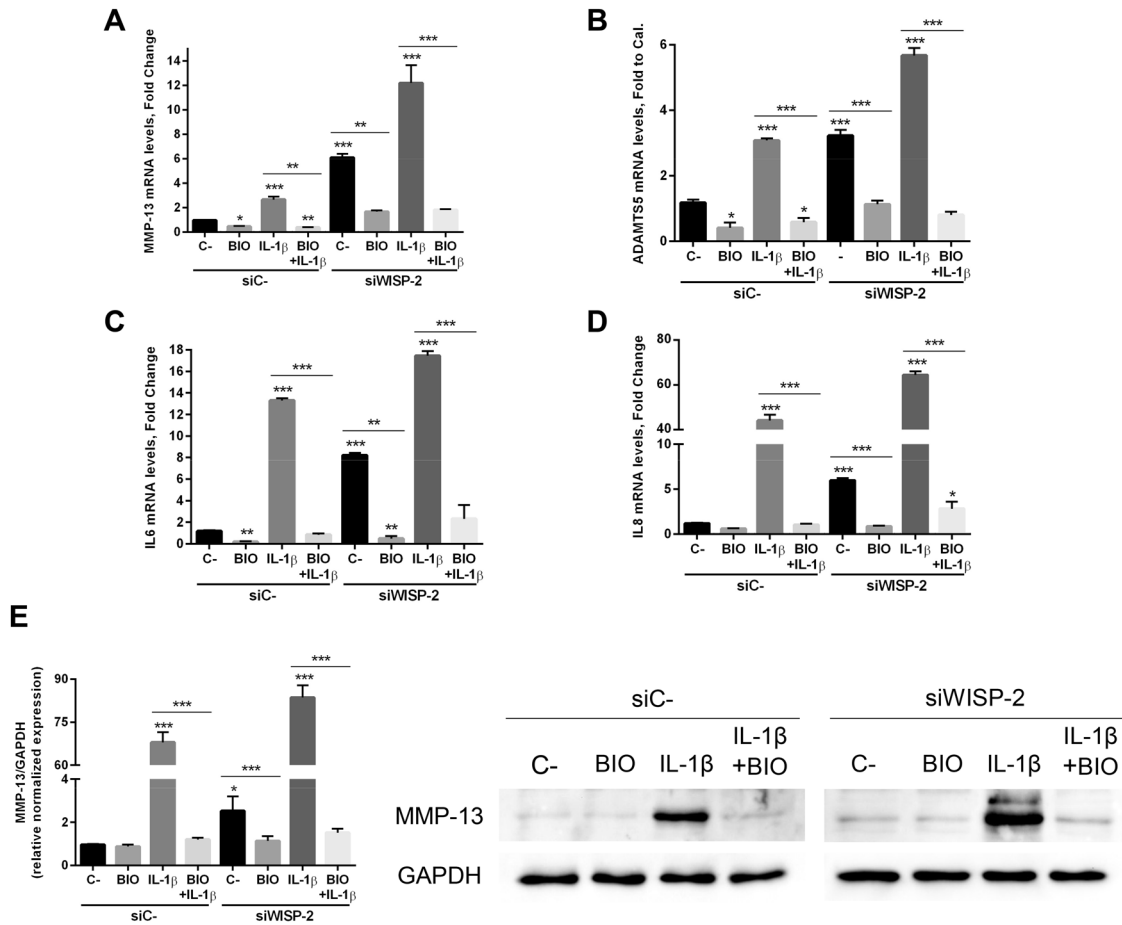 A
MMP-13 mRNA levels, Fold Change
14
12
10
8
6
4
2
0
* *** ** ** *** ** *** ***
C- BIO IL-1β BIO +IL-1β C- BIO IL-1β BIO +IL-1β
siC- siWISP-2
B
ADAMTS5 mRNA levels, Fold to Cal.
6
4
2
0
* *** * *** *** *** *** ***
C- BIO IL-1β BIO +IL-1β - BIO IL-1β BIO +IL-1β
siC- siWISP-2
C
IL6 mRNA levels, Fold Change
18
16
14
12
10
8
6
4
2
0
** *** *** *** ** ** *** ***
C- BIO IL-1β BIO +IL-1β C- BIO IL-1β BIO +IL-1β
siC- siWISP-2
D
IL8 mRNA levels, Fold Change
80
60
40
10
5
0
*** *** *** *** *** *** *
C- BIO IL-1β BIO +IL-1β C- BIO IL-1β BIO +IL-1β
siC- siWISP-2
E
MMP-13/GAPDH
(relative normalized expression)
90
75
60
4
2
0
*** *** * *** *** ***
C- BIO IL-1β BIO +IL-1β C- BIO IL-1β BIO +IL-1β
siC- siWISP-2
siC- siWISP-2
C- BIO IL-1β IL-1β +BIO C- BIO IL-1β IL-1β +BIO
MMP-13
GAPDH